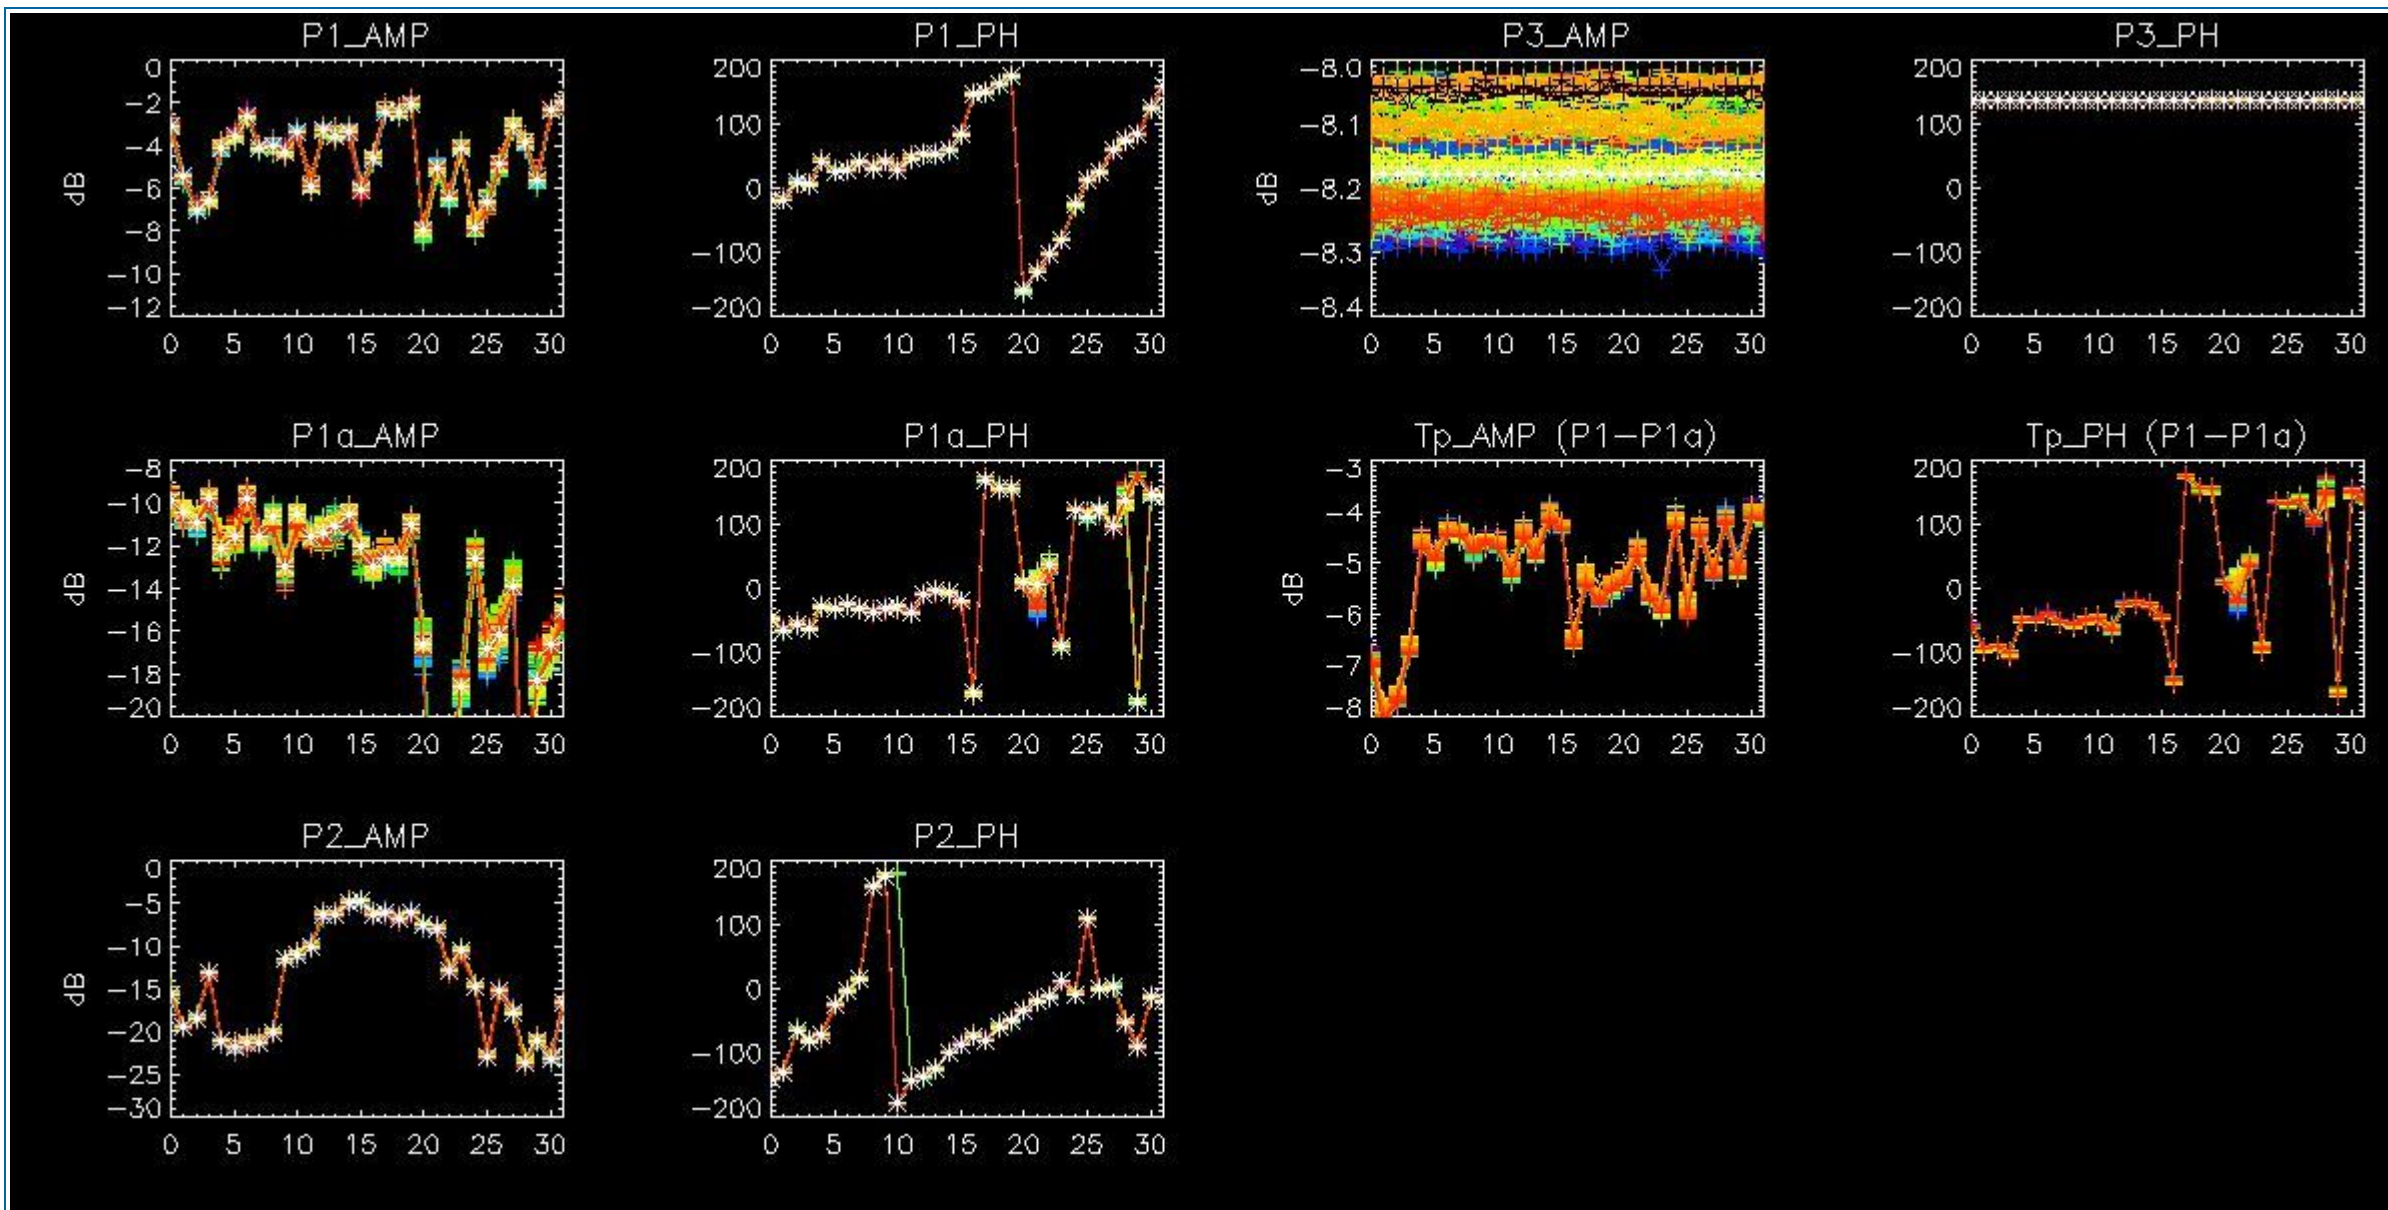 P1_AMP
0
−2
−4
−6
−8
−10
−12
dB
0 5 10 15 20 25 30
P1_PH
200
100
0
−100
−200
0 5 10 15 20 25 30
P3_AMP
−8.0
−8.1
−8.2
−8.3
−8.4
dB
0 5 10 15 20 25 30
P3_PH
200
100
0
−100
−200
0 5 10 15 20 25 30
P1a_AMP
−8
−10
−12
−14
−16
−18
−20
dB
0 5 10 15 20 25 30
P1a_PH
200
100
0
−100
−200
0 5 10 15 20 25 30
Tp_AMP (P1−P1a)
−3
−4
−5
−6
−7
−8
dB
0 5 10 15 20 25 30
Tp_PH (P1−P1a)
200
100
0
−100
−200
0 5 10 15 20 25 30
P2_AMP
0
−5
−10
−15
−20
−25
−30
dB
0 5 10 15 20 25 30
P2_PH
200
100
0
−100
−200
0 5 10 15 20 25 30